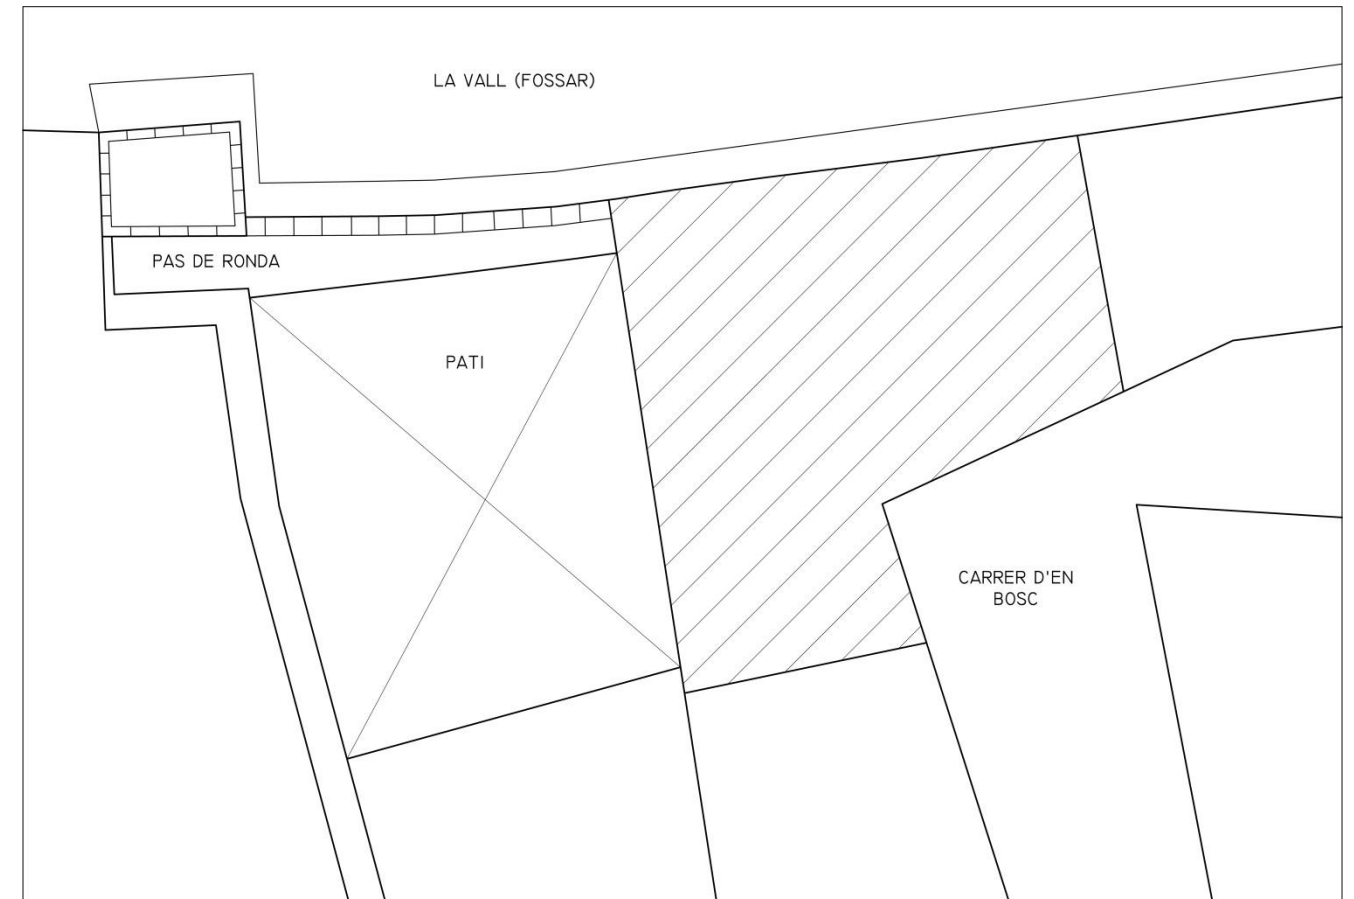 LA VALL (FOSSAR)
PAS DE RONDA
PATI
CARRER D'EN
BOSC